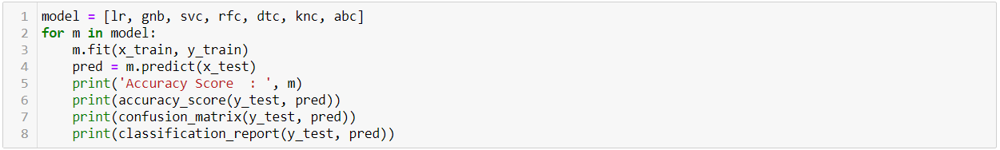 1 model = [lr, gnb, svc, rfc, dtc, knc, abc]
2 for m in model:
3     m.fit(x_train, y_train)
4     pred = m.predict(x_test)
5     print('Accuracy Score  : ', m)
6     print(accuracy_score(y_test, pred))
7     print(confusion_matrix(y_test, pred))
8     print(classification_report(y_test, pred))